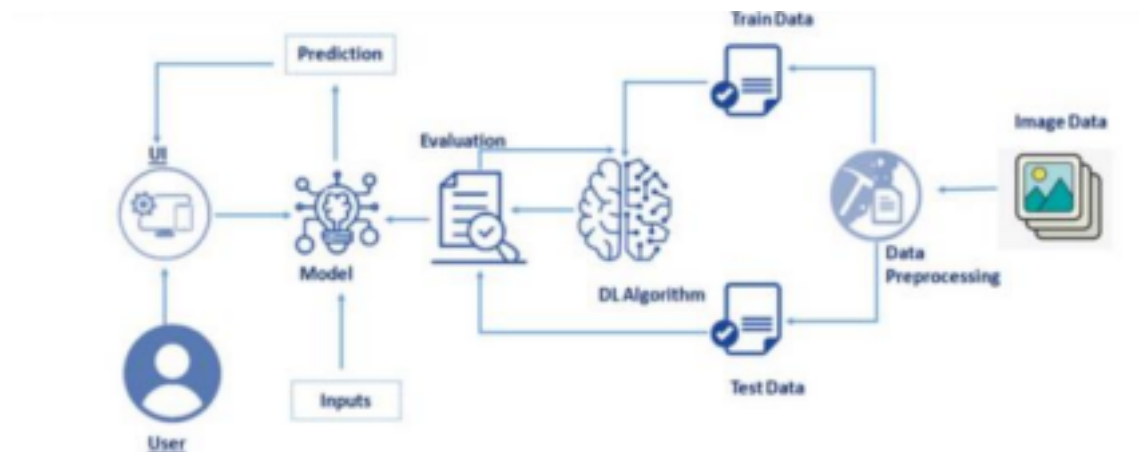 Train Data
Prediction
Image Data
Evaluation
UI
Data
Preprocessing
Model
DL Algorithm
Test Data
Inputs
User